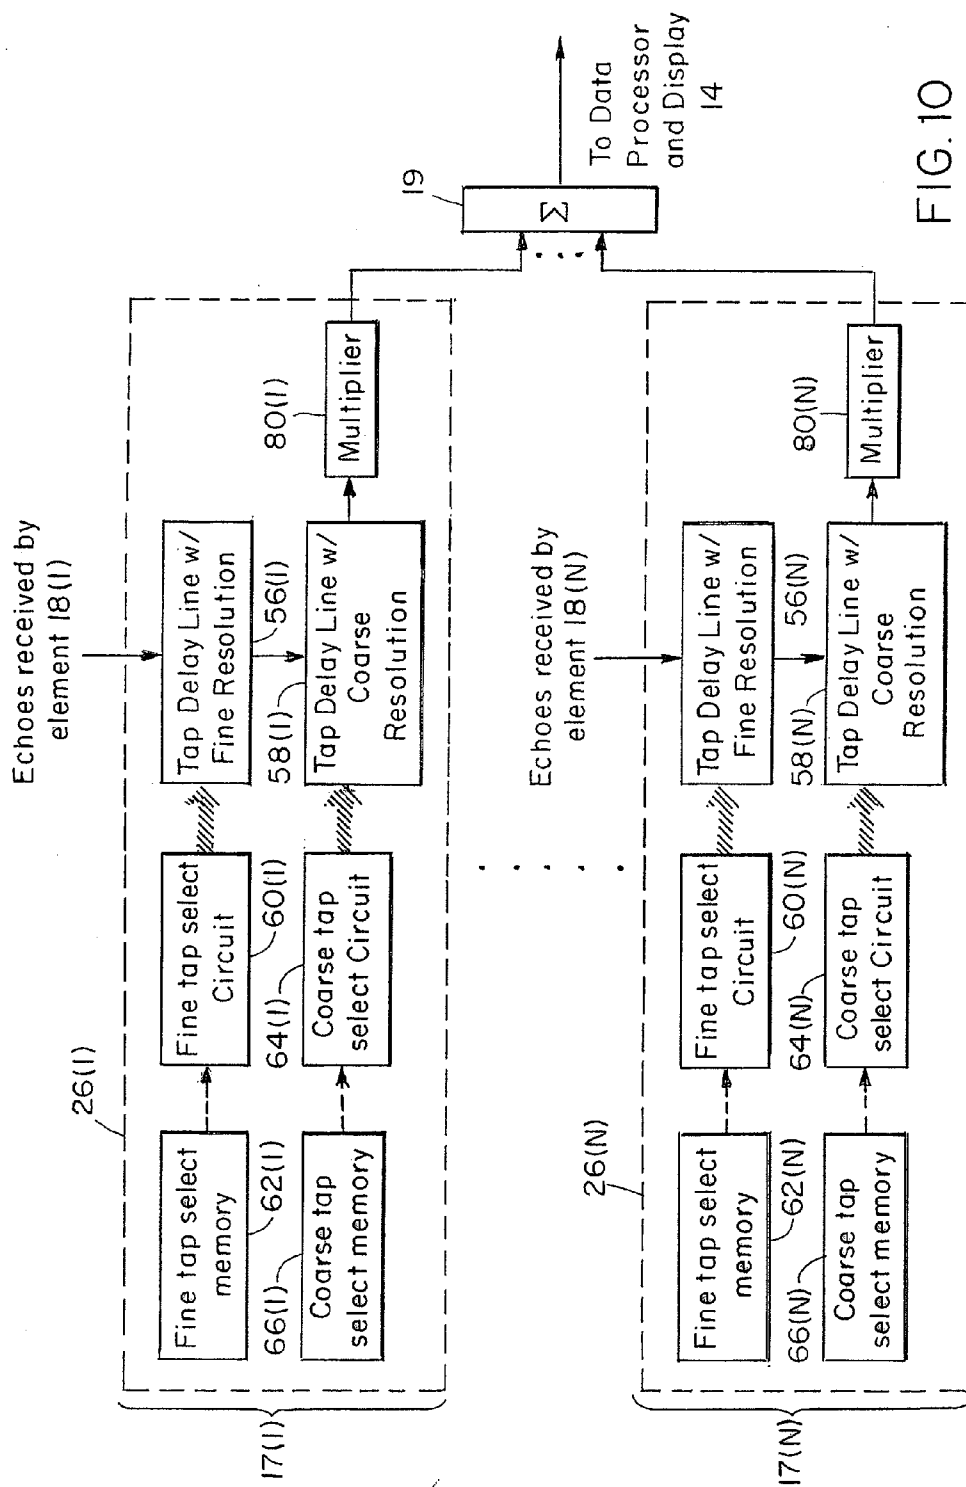 Echoes received by
element 18(1)
26(1)
17(1)
Fine tap select
memory
62(1)
Fine tap select
Circuit
60(1)
Tap Delay Line w/
Fine Resolution
56(1)
66(1)
Coarse tap
select memory
64(1)
Coarse tap
select Circuit
58(1)
Tap Delay Line w/
Coarse
Resolution
80(1)
Multiplier
19
Σ
To Data
Processor
and Display
14
Echoes received by
element 18(N)
26(N)
17(N)
Fine tap select
memory
62(N)
Fine tap select
Circuit
60(N)
Tap Delay Line w/
Fine Resolution
56(N)
66(N)
Coarse tap
select memory
64(N)
Coarse tap
select Circuit
58(N)
Tap Delay Line w/
Coarse
Resolution
80(N)
Multiplier
FIG. 10